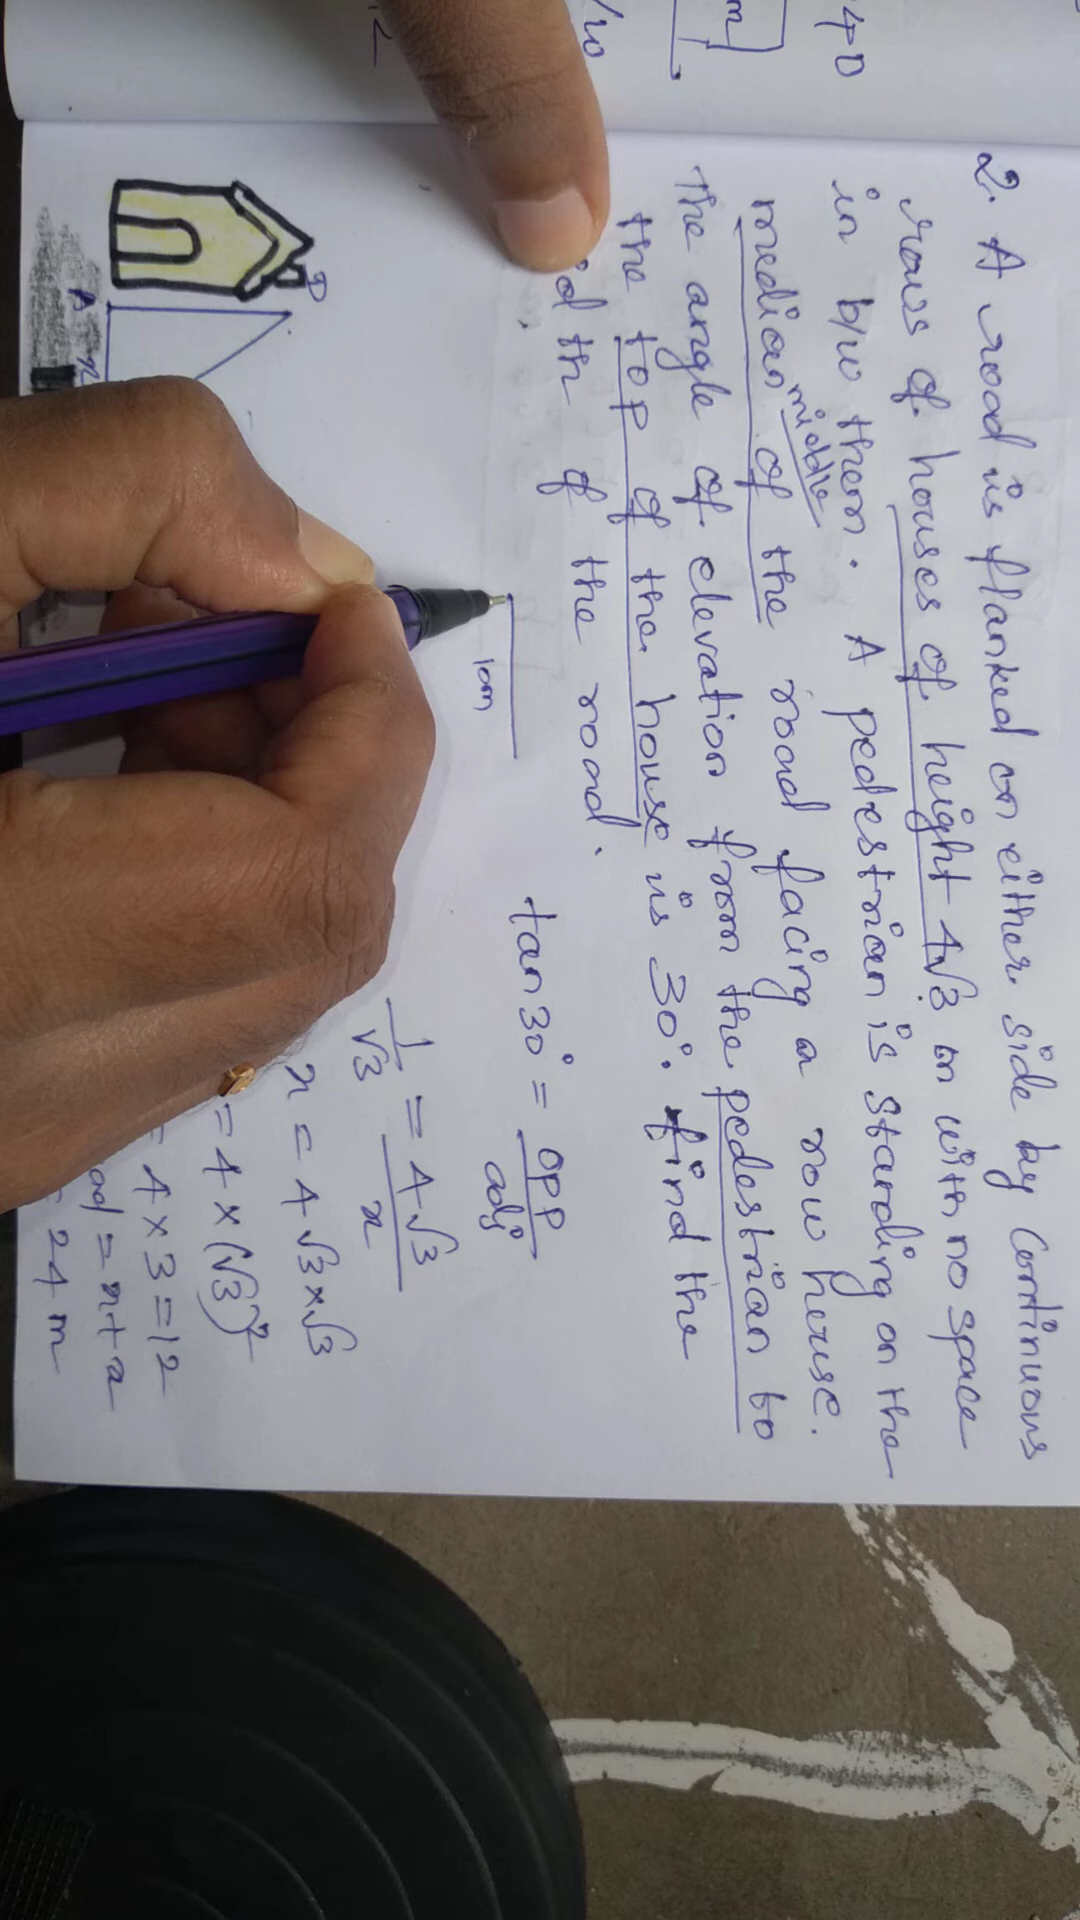 40
m
2. A road is flanked on either side by continuous
rows of houses of height 4√3 m with no space
in b/w them. A pedestrian is standing on the
median of the road facing a row house.
middle
The angle of elevation from the pedestrian to
the top of the house is 30°. find the
th of the road.
10m
tan 30° = opp
adj
1/√3 = 4√3/x
x = 4√3×√3
= 4×(√3)²
= 4×3=12
= x+x
= 24 m
D
A
x